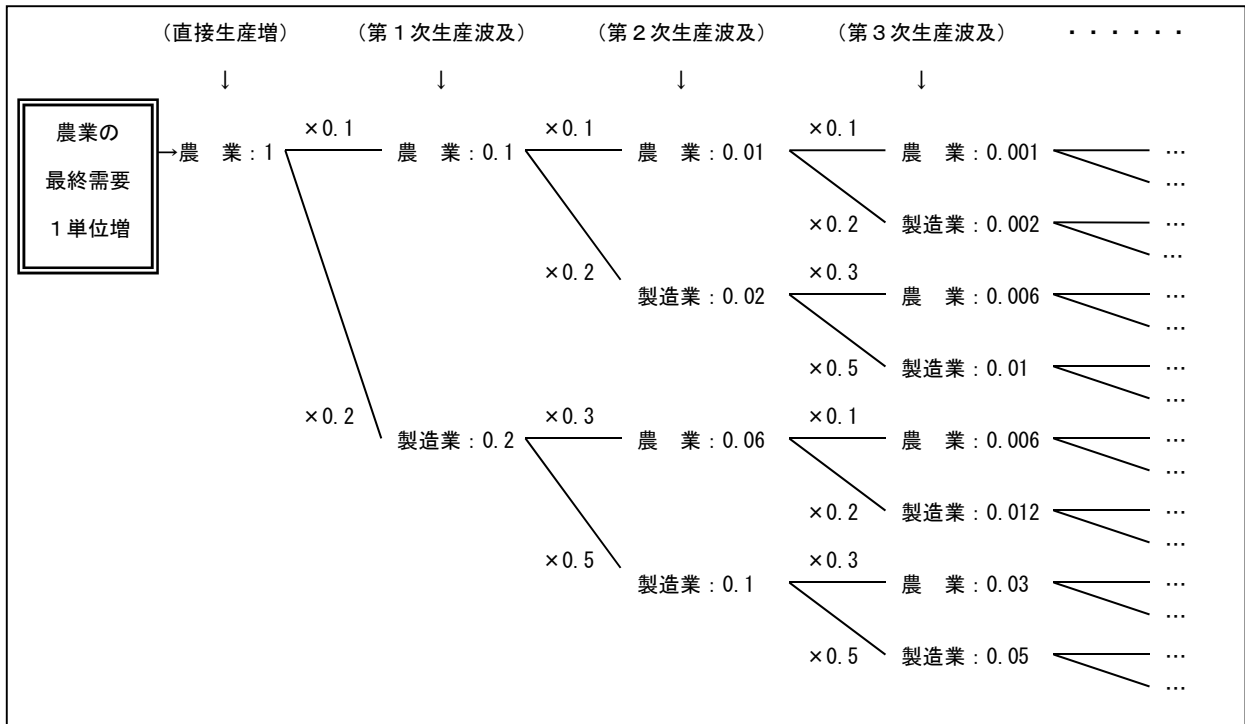 （直接生産増） （第１次生産波及） （第２次生産波及） （第３次生産波及） ・・・・・・
↓ ↓ ↓ ↓
農業の
最終需要
１単位増
→農　業：1 ×0.1 農　業：0.1 ×0.1 農　業：0.01 ×0.1 農　業：0.001 …
…
×0.2 製造業：0.002 …
…
×0.2 製造業：0.02 ×0.3 農　業：0.006 …
…
×0.5 製造業：0.01 …
…
×0.2 製造業：0.2 ×0.3 農　業：0.06 ×0.1 農　業：0.006 …
…
×0.2 製造業：0.012 …
…
×0.5 製造業：0.1 ×0.3 農　業：0.03 …
…
×0.5 製造業：0.05 …
…